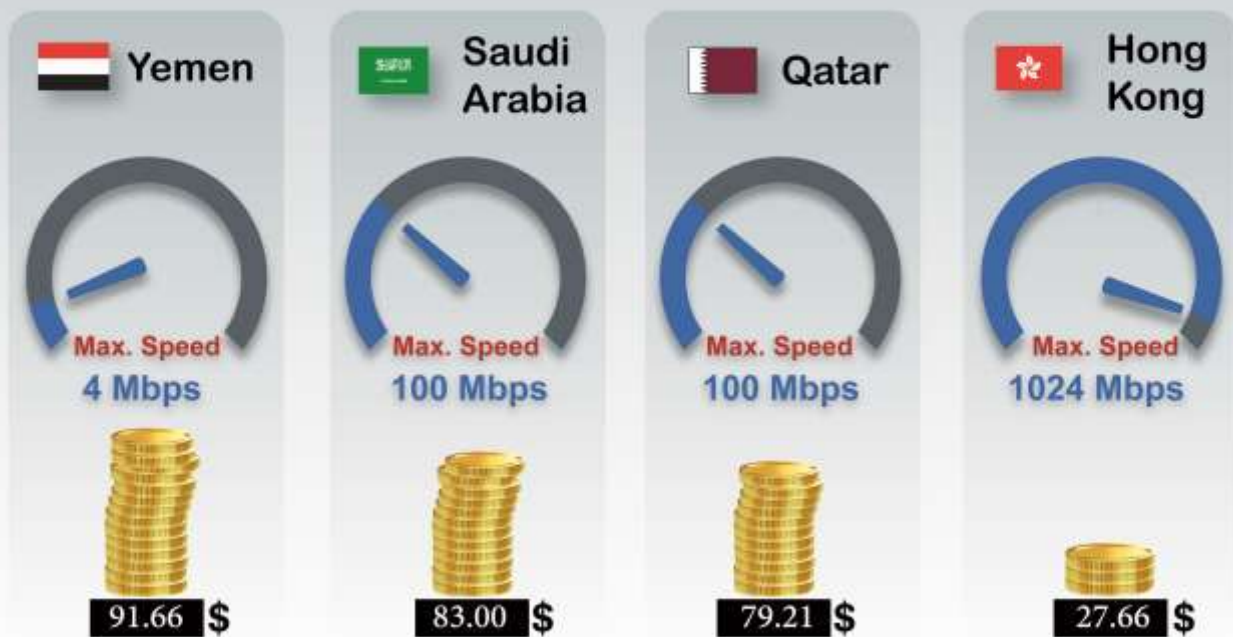 Yemen
Saudi
Arabia
Qatar
Hong
Kong
Max. Speed
4 Mbps
Max. Speed
100 Mbps
Max. Speed
100 Mbps
Max. Speed
1024 Mbps
91.66 $
83.00 $
79.21 $
27.66 $